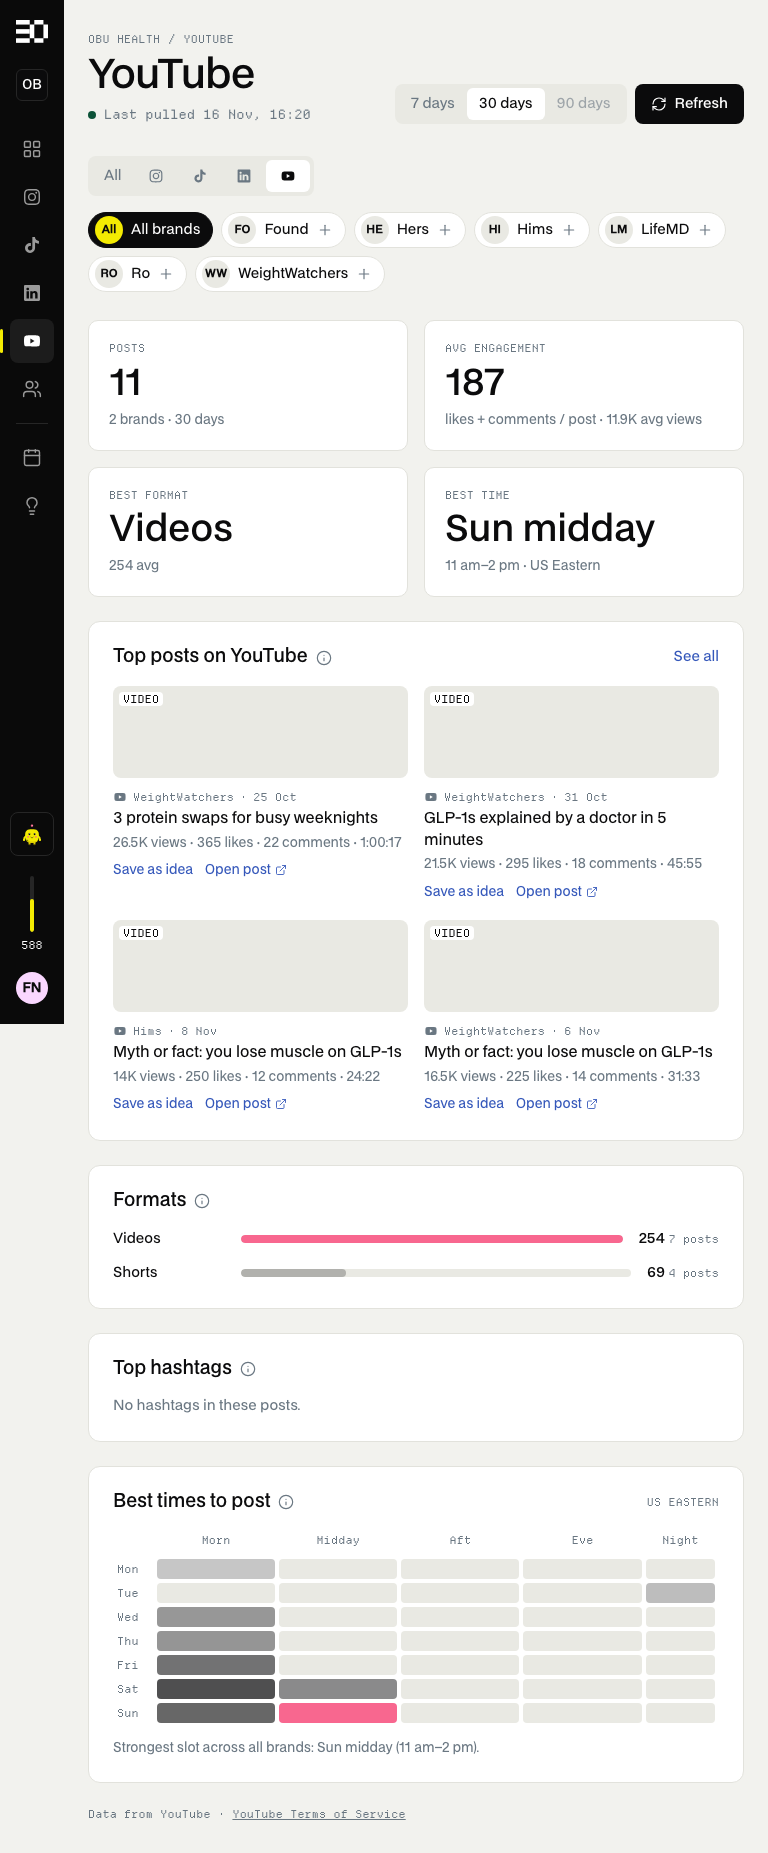 OB
OBU HEALTH / YOUTUBE
YouTube
Last pulled 16 Nov, 16:20
7 days 30 days 90 days
Refresh
All
All All brands
FO Found
HE Hers
HI Hims
LM LifeMD
RO Ro
WW WeightWatchers
POSTS
11
2 brands · 30 days
AVG ENGAGEMENT
187
likes + comments / post · 11.9K avg views
BEST FORMAT
Videos
254 avg
BEST TIME
Sun midday
11 am–2 pm · US Eastern
Top posts on YouTube
See all
VIDEO
WeightWatchers · 25 Oct
3 protein swaps for busy weeknights
26.5K views · 365 likes · 22 comments · 1:00:17
Save as idea Open post
VIDEO
WeightWatchers · 31 Oct
GLP-1s explained by a doctor in 5
minutes
21.5K views · 295 likes · 18 comments · 45:55
Save as idea Open post
VIDEO
Hims · 8 Nov
Myth or fact: you lose muscle on GLP-1s
14K views · 250 likes · 12 comments · 24:22
Save as idea Open post
VIDEO
WeightWatchers · 6 Nov
Myth or fact: you lose muscle on GLP-1s
16.5K views · 225 likes · 14 comments · 31:33
Save as idea Open post
588
FN
Formats
Videos 254 7 posts
Shorts 69 4 posts
Top hashtags
No hashtags in these posts.
Best times to post
US EASTERN
Morn Midday Aft Eve Night
Mon
Tue
Wed
Thu
Fri
Sat
Sun
Strongest slot across all brands: Sun midday (11 am–2 pm).
Data from YouTube · YouTube Terms of Service